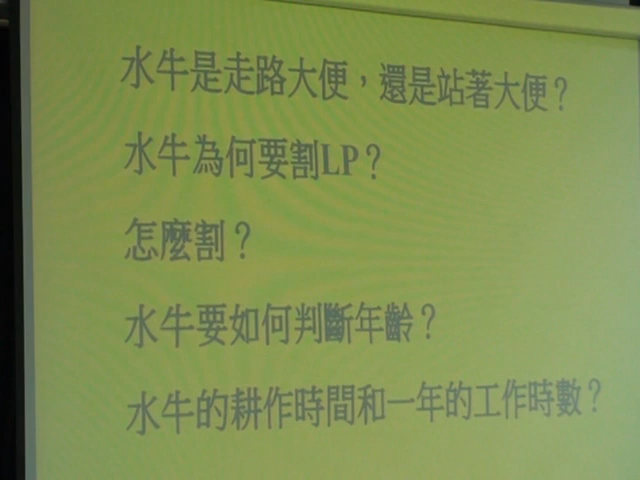 水牛是走路大便，還是站著大便？
水牛為何要割LP？
怎麼割？
水牛要如何判斷年齡？
水牛的耕作時間和一年的工作時數？